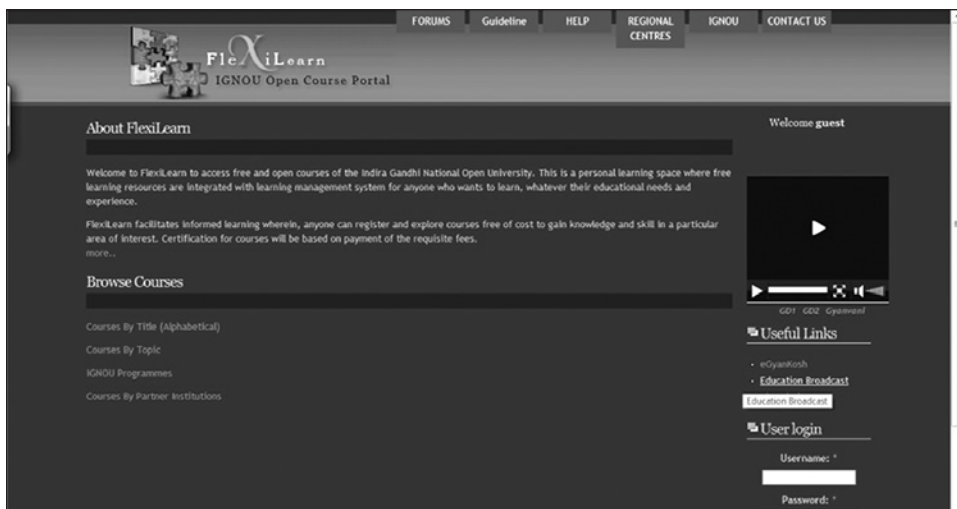 FORUMS Guideline HELP REGIONAL CENTRES IGNOU CONTACT US
FleXiLearn
IGNOU Open Course Portal
About FlexiLearn
Welcome to FlexiLearn to access free and open courses of the Indira Gandhi National Open University. This is a personal learning space where free
learning resources are integrated with learning management system for anyone who wants to learn, whatever their educational needs and
experience.
FlexiLearn facilitates informed learning wherein, anyone can register and explore courses free of cost to gain knowledge and skill in a particular
area of interest. Certification for courses will be based on payment of the requisite fees.
more..
Browse Courses
Courses By Title (Alphabetical)
Courses By Topic
IGNOU Programmes
Courses By Partner Institutions
Welcome guest
GD1 GD2 Gyanvani
Useful Links
eGyanKosh
Education Broadcast
Education Broadcast
User login
Username: *
Password: *